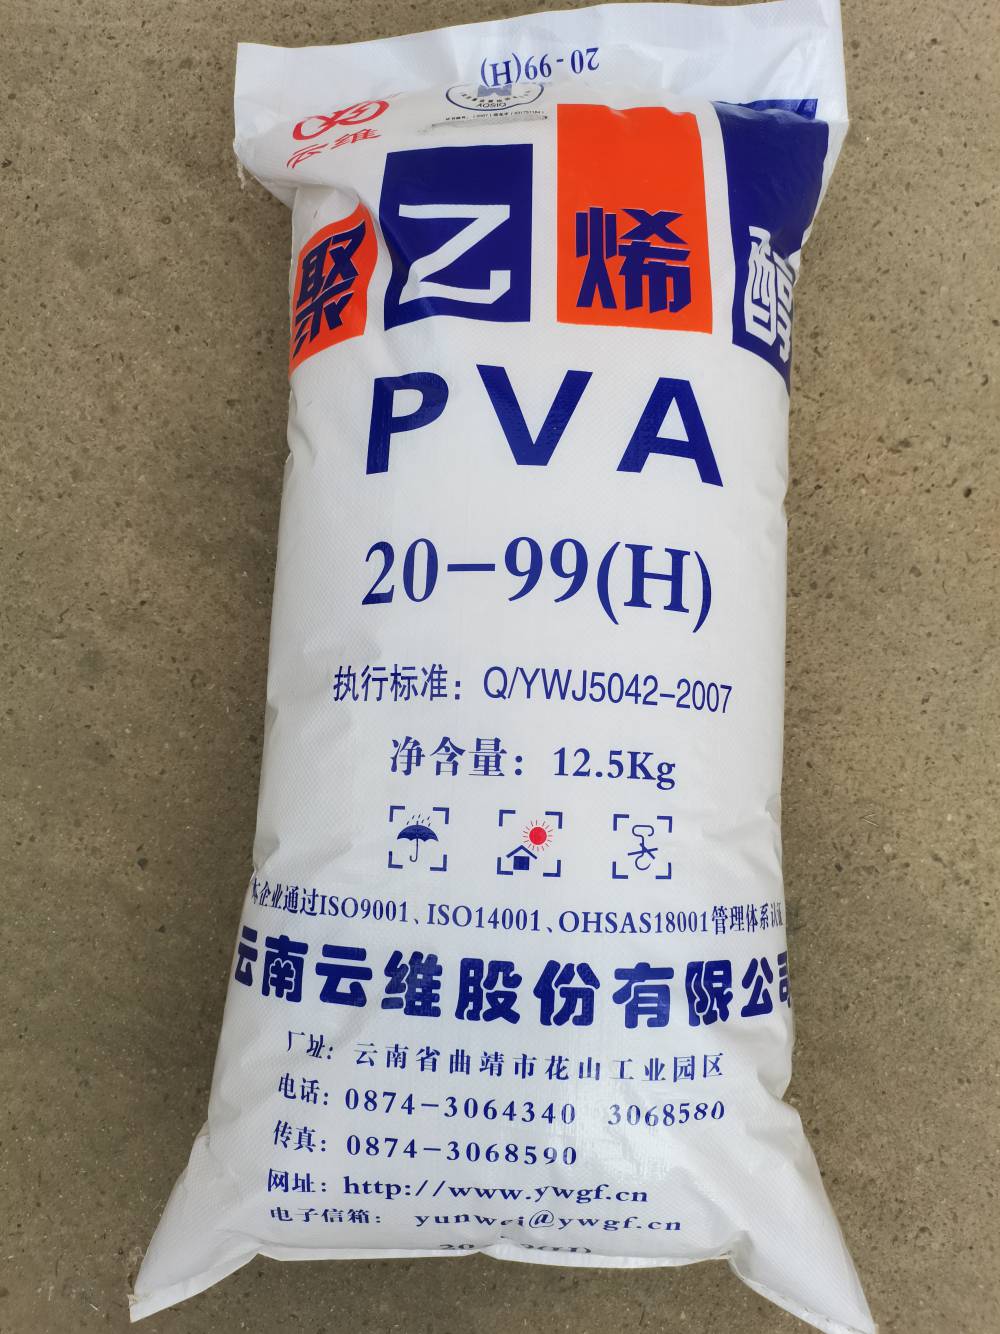 20-99(H)
云维
聚乙烯醇
PVA
20-99(H)
执行标准：Q/YWJ5042-2007
净含量：12.5Kg
本企业通过ISO9001、ISO14001、OHSAS18001管理体系认证
云南云维股份有限公司
厂址：云南省曲靖市花山工业园区
电话：0874-3064340 3068580
传真：0874-3068590
网址：http://www.ywgf.cn
电子信箱：yunwei@ywgf.cn